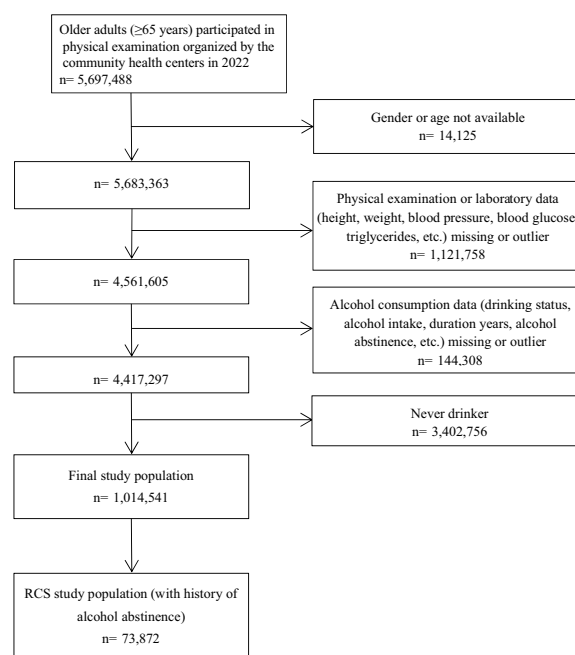 Older adults (≥65 years) participated in
physical examination organized by the
community health centers in 2022
n= 5,697,488
Gender or age not available
n= 14,125
n= 5,683,363
Physical examination or laboratory data
(height, weight, blood pressure, blood glucose
triglycerides, etc.) missing or outlier
n= 1,121,758
n= 4,561,605
Alcohol consumption data (drinking status,
alcohol intake, duration years, alcohol
abstinence, etc.) missing or outlier
n= 144,308
n= 4,417,297
Never drinker
n= 3,402,756
Final study population
n= 1,014,541
RCS study population (with history of
alcohol abstinence)
n= 73,872